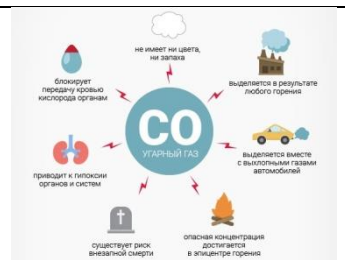 не имеет ни цвета,
ни запаха
блокирует
передачу кровью
кислорода органам
выделяется в результате
любого горения
CO
УГАРНЫЙ ГАЗ
выделяется вместе
с выхлопными газами
автомобилей
приводит к гипоксии
органов и систем
существует риск
внезапной смерти
опасная концентрация
достигается
в эпицентре горения